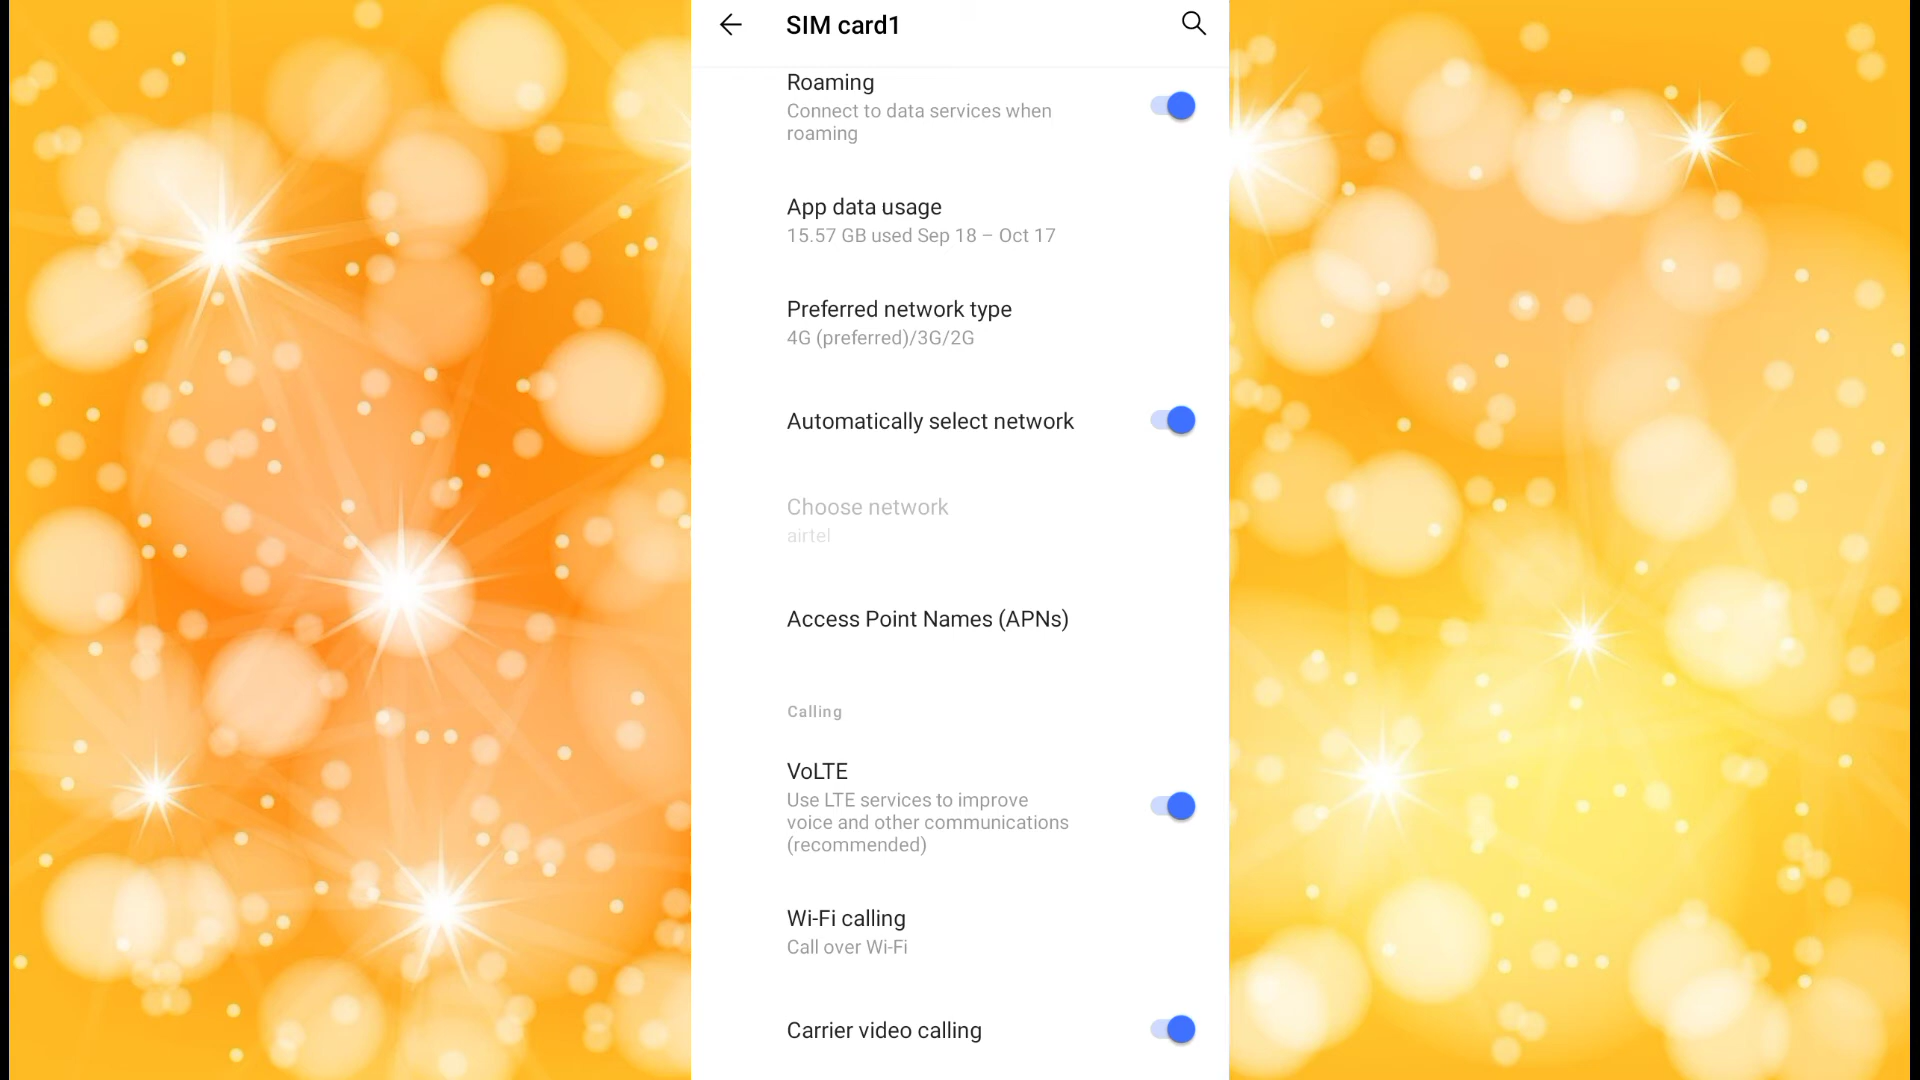 SIM card1
Roaming
Connect to data services when
roaming
App data usage
15.57 GB used Sep 18 – Oct 17
Preferred network type
4G (preferred)/3G/2G
Automatically select network
Choose network
airtel
Access Point Names (APNs)
Calling
VoLTE
Use LTE services to improve
voice and other communications
(recommended)
Wi-Fi calling
Call over Wi-Fi
Carrier video calling